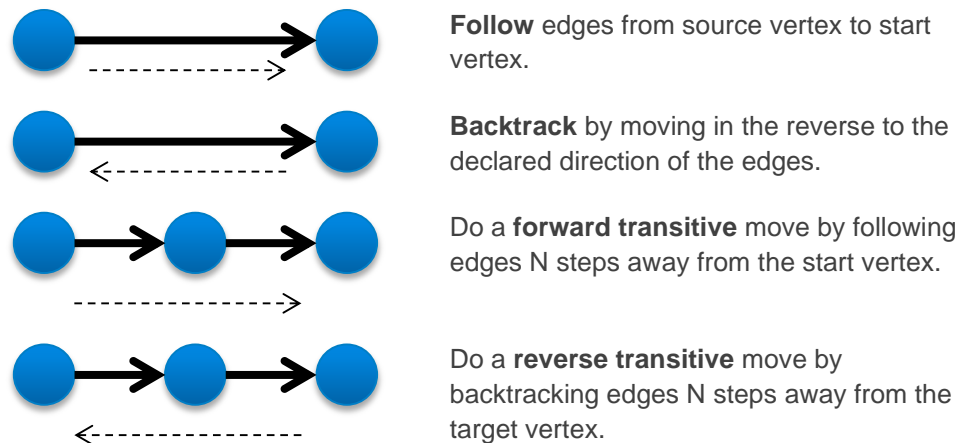 Follow edges from source vertex to start
vertex.
Backtrack by moving in the reverse to the
declared direction of the edges.
Do a forward transitive move by following
edges N steps away from the start vertex.
Do a reverse transitive move by
backtracking edges N steps away from the
target vertex.